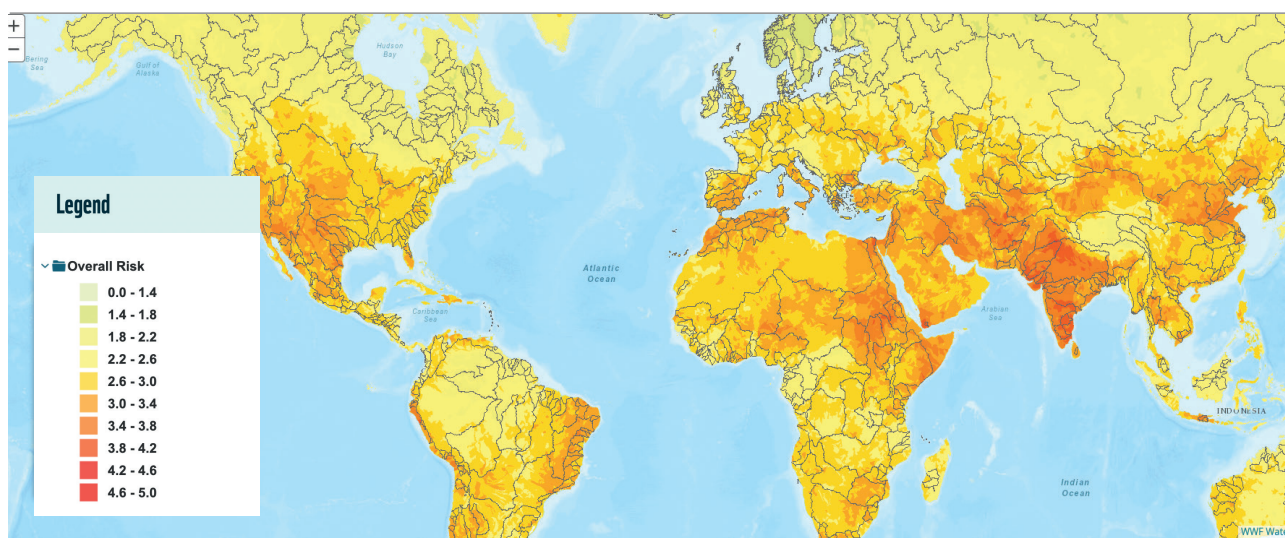 +
−
Hudson
Bay
Bering
Sea
Gulf of
Alaska
Legend
Overall Risk
0.0 - 1.4
1.4 - 1.8
1.8 - 2.2
2.2 - 2.6
2.6 - 3.0
3.0 - 3.4
3.4 - 3.8
3.8 - 4.2
4.2 - 4.6
4.6 - 5.0
Atlantic
Ocean
Caribbean
Sea
Arabian
Sea
INDONESIA
Indian
Ocean
WWF Wate